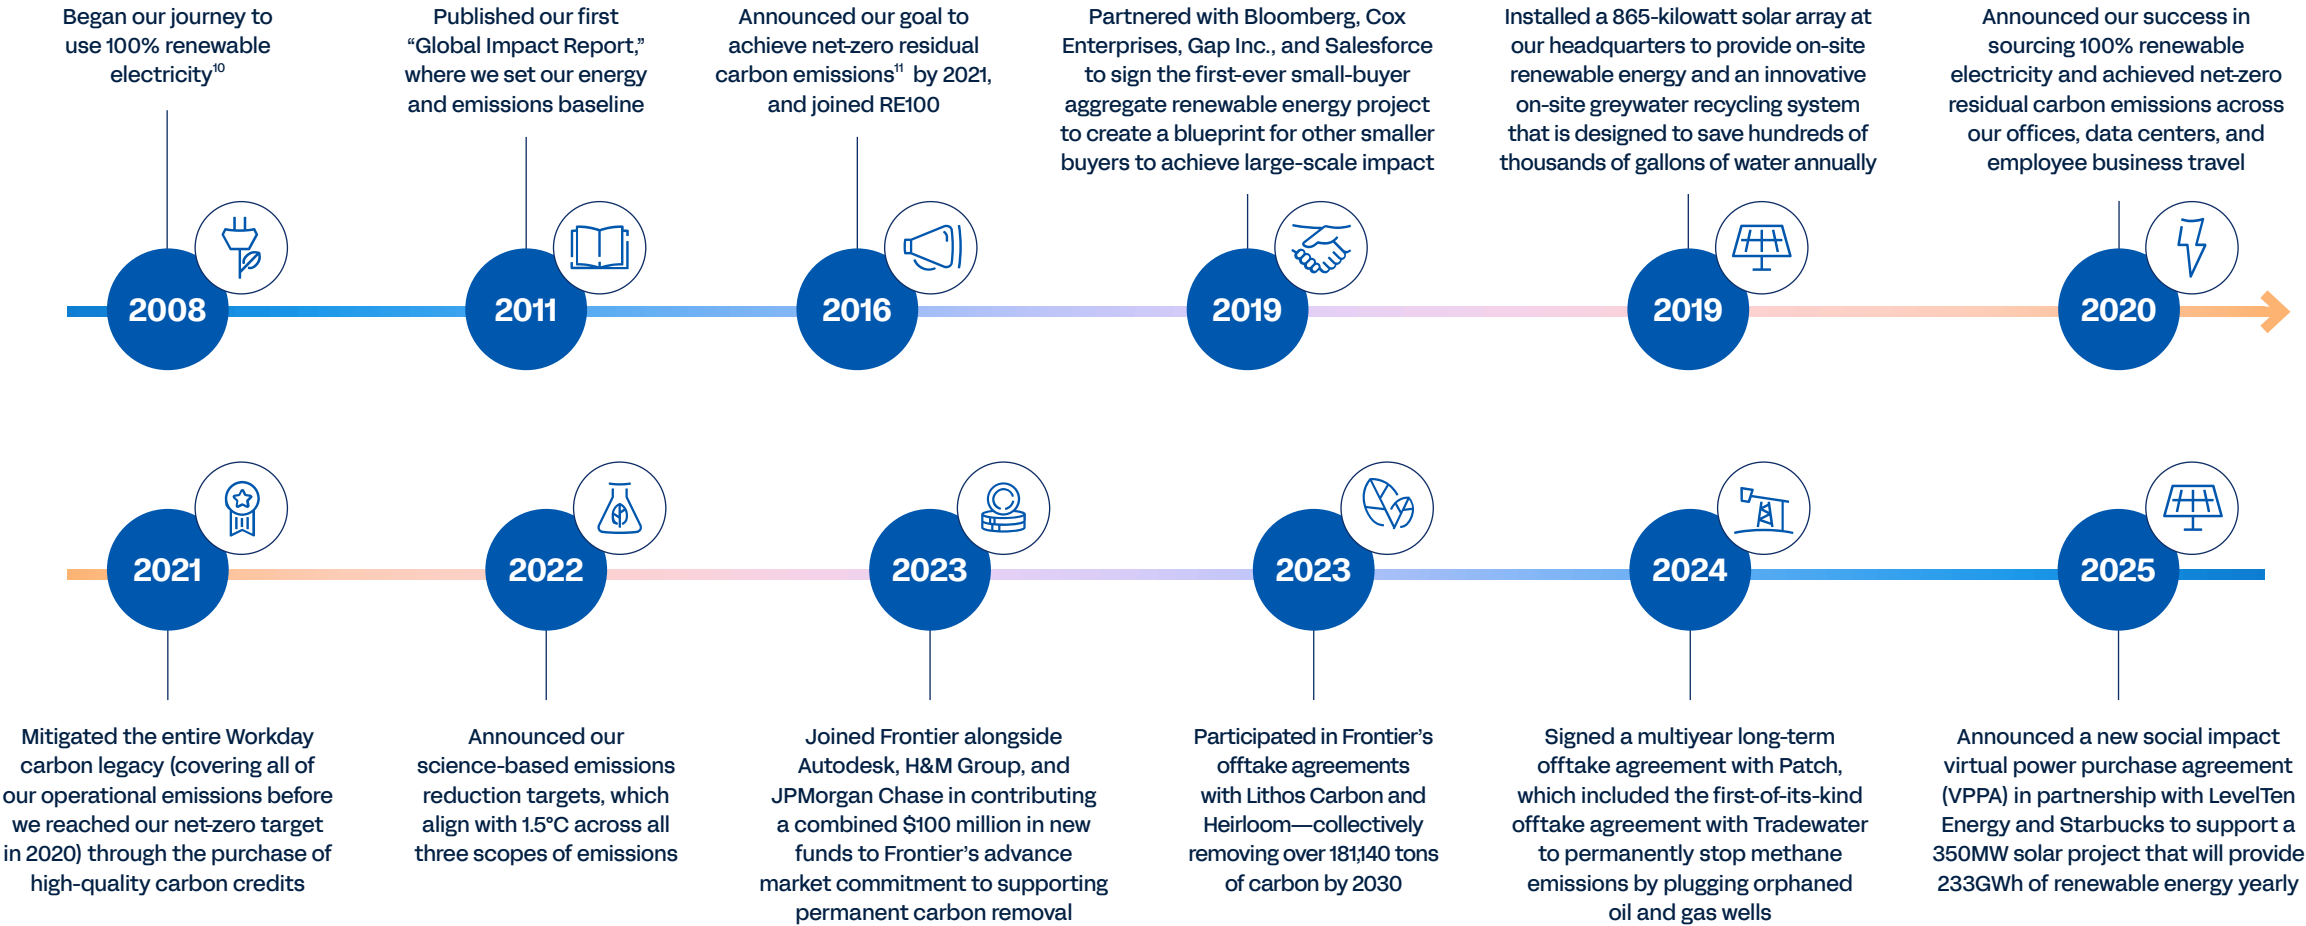 Began our journey to
use 100% renewable
electricity10
Published our first
“Global Impact Report,”
where we set our energy
and emissions baseline
Announced our goal to
achieve net-zero residual
carbon emissions11 by 2021,
and joined RE100
Partnered with Bloomberg, Cox
Enterprises, Gap Inc., and Salesforce
to sign the first-ever small-buyer
aggregate renewable energy project
to create a blueprint for other smaller
buyers to achieve large-scale impact
Installed a 865-kilowatt solar array at
our headquarters to provide on-site
renewable energy and an innovative
on-site greywater recycling system
that is designed to save hundreds of
thousands of gallons of water annually
Announced our success in
sourcing 100% renewable
electricity and achieved net-zero
residual carbon emissions across
our offices, data centers, and
employee business travel
2008
2011
2016
2019
2019
2020
2021
2022
2023
2023
2024
2025
Mitigated the entire Workday
carbon legacy (covering all of
our operational emissions before
we reached our net-zero target
in 2020) through the purchase of
high-quality carbon credits
Announced our
science-based emissions
reduction targets, which
align with 1.5°C across all
three scopes of emissions
Joined Frontier alongside
Autodesk, H&M Group, and
JPMorgan Chase in contributing
a combined $100 million in new
funds to Frontier’s advance
market commitment to supporting
permanent carbon removal
Participated in Frontier’s
offtake agreements
with Lithos Carbon and
Heirloom—collectively
removing over 181,140 tons
of carbon by 2030
Signed a multiyear long-term
offtake agreement with Patch,
which included the first-of-its-kind
offtake agreement with Tradewater
to permanently stop methane
emissions by plugging orphaned
oil and gas wells
Announced a new social impact
virtual power purchase agreement
(VPPA) in partnership with LevelTen
Energy and Starbucks to support a
350MW solar project that will provide
233GWh of renewable energy yearly